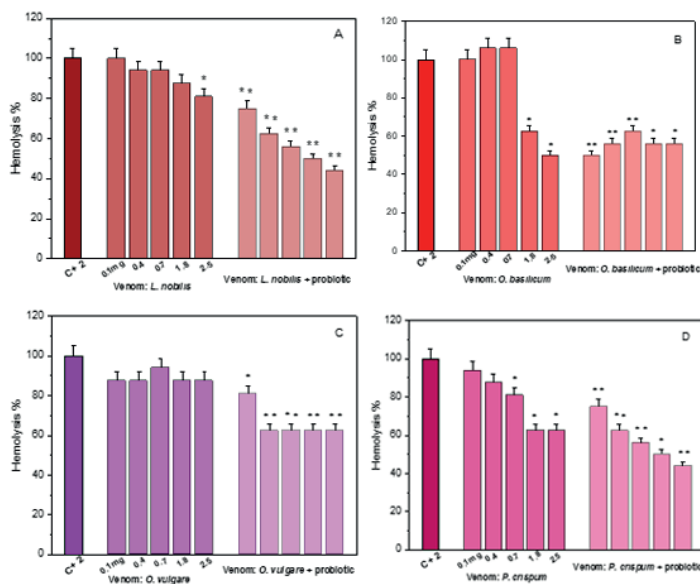 A
Hemolysis %
120
100
80
60
40
20
0
*
** ** ** ** **
C+ 2 0.1mg 0.4 0.7 1.8 2.5
Venom: L. nobilis Venom: L. nobilis + probiotic
B
Hemolysis %
120
100
80
60
40
20
0
* *
** ** ** * *
C+ 2 0.1mg 0.4 07 1.8 2.5
Venom: O. basilicum Venom: O. basilicum + probiotic
C
Hemolysis %
120
100
80
60
40
20
0
* ** ** ** **
C+ 2 0.1mg 0.4 0.7 1.8 2.5
Venom: O. vulgare Venom: O. vulgare + probiotic
D
Hemolysis %
120
100
80
60
40
20
0
* * *
** ** ** * **
C+ 2 0.1mg 0.4 0.7 1.8 2.5
Venom: P. crispum Venom: P. crispum + probiotic